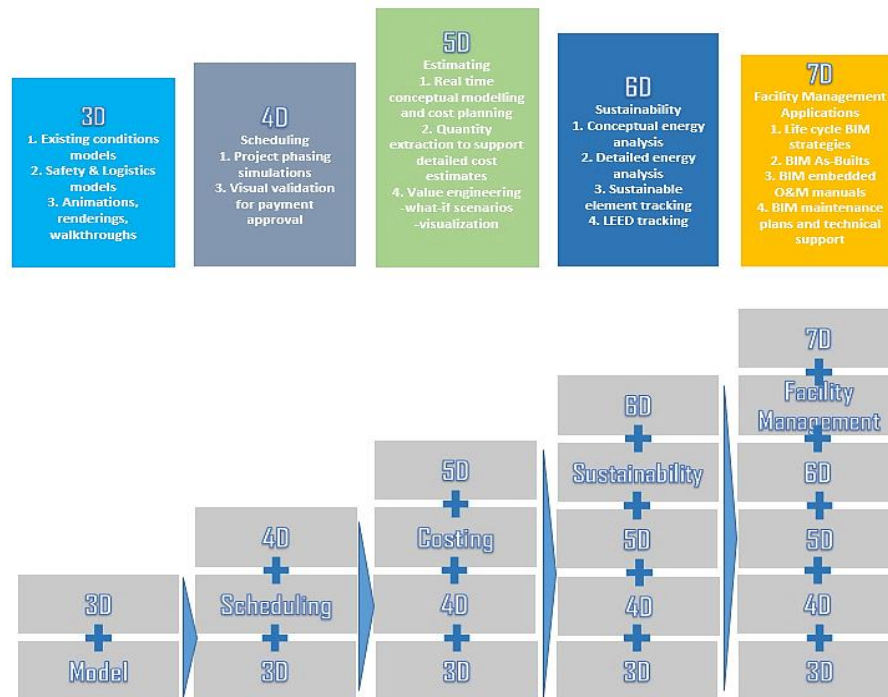 3D
1. Existing conditions
models
2. Safety & Logistics
models
3. Animations,
renderings,
walkthroughs
4D
Scheduling
1. Project phasing
simulations
3. Visual validation
for payment
approval
5D
Estimating
1. Real time
conceptual modelling
and cost planning
2. Quantity
extraction to support
detailed cost
estimates
4. Value engineering
-what-if scenarios
-visualization
6D
Sustainability
1. Conceptual energy
analysis
2. Detailed energy
analysis
3. Sustainable
element tracking
4. LEED tracking
7D
Facility Management
Applications
1. Life cycle BIM
strategies
2. BIM As-Builts
3. BIM embedded
O&M manuals
4. BIM maintenance
plans and technical
support
3D
+
Model
4D
+
Scheduling
+
3D
5D
+
Costing
+
4D
+
3D
6D
+
Sustainability
+
5D
+
4D
+
3D
7D
+
Facility
Management
+
6D
+
5D
+
4D
+
3D